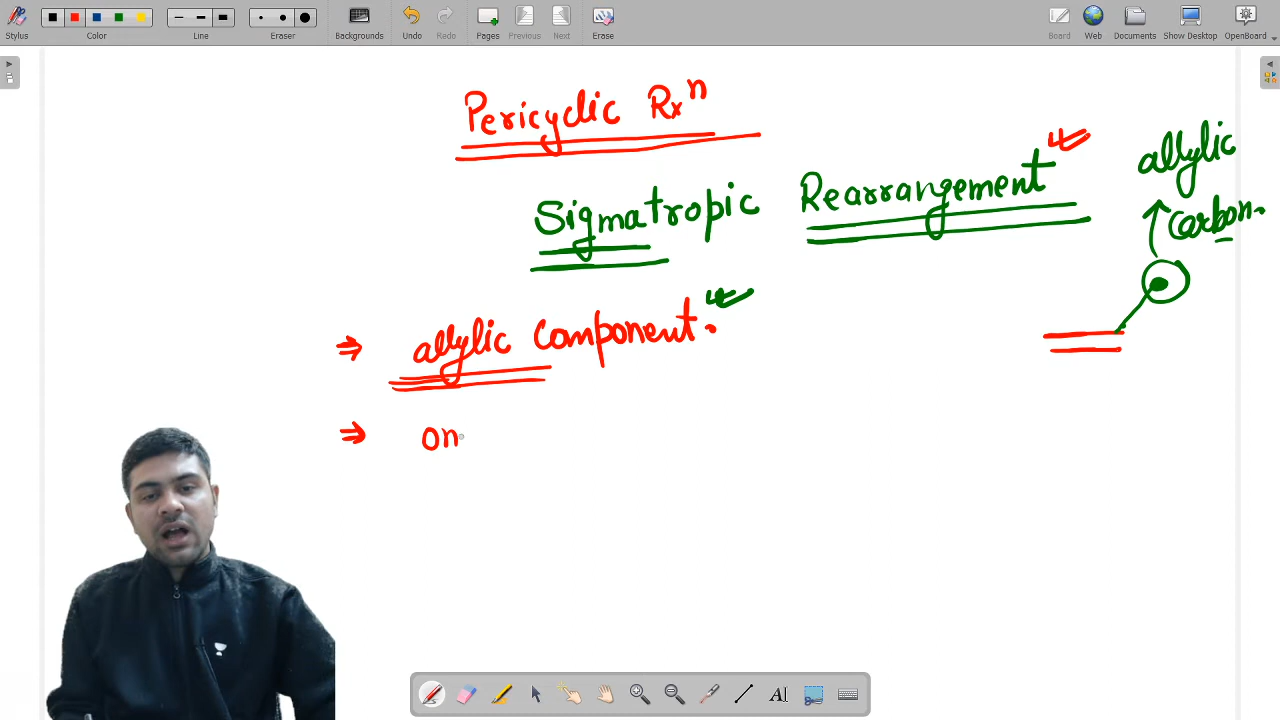 Stylus
Color
Line
Eraser
Backgrounds
Undo
Redo
Pages
Previous
Next
Erase
Board
Web
Documents
Show Desktop
OpenBoard
Pericyclic Rxn
Sigmatropic Rearrangement
allylic
carbon.
⇒ allylic component.
⇒ on
AI